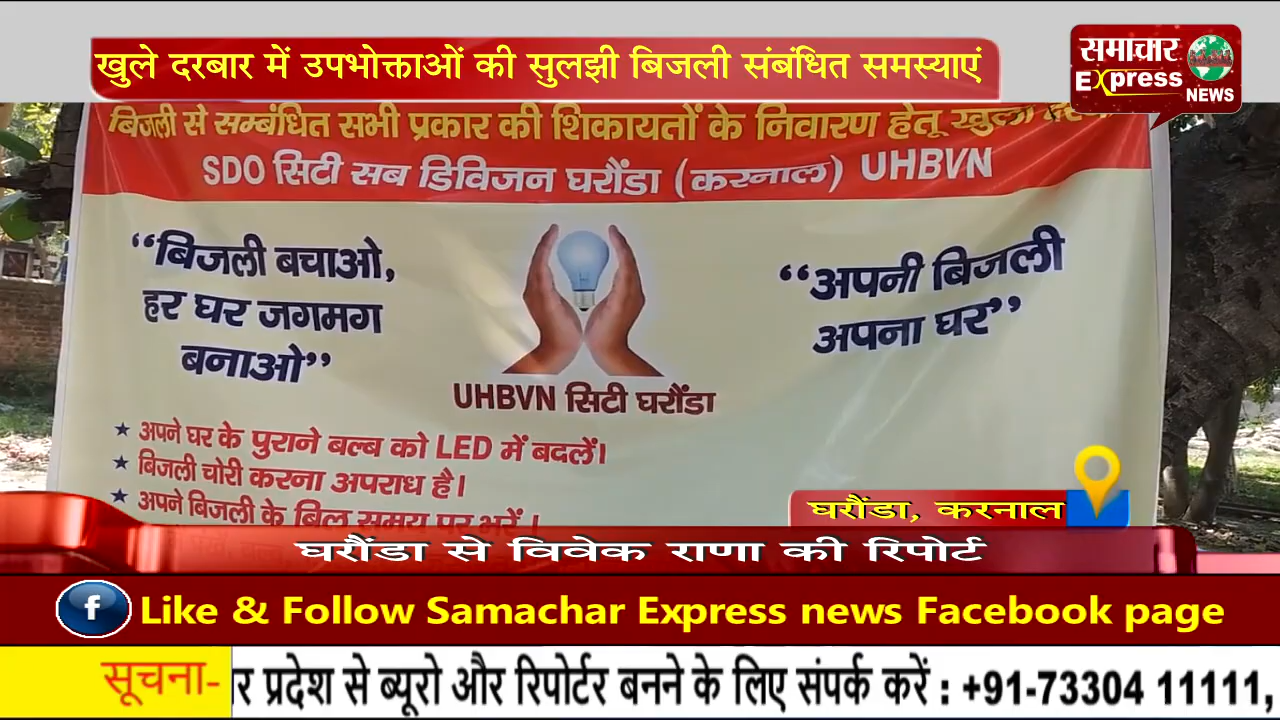 खुले दरबार में उपभोक्ताओं की सुलझी बिजली संबंधित समस्याएं
समाचार
Express
NEWS
बिजली से सम्बंधित सभी प्रकार की शिकायतों के निवारण हेतू खुला
SDO सिटी सब डिविजन घरौंडा (करनाल) UHBVN
“बिजली बचाओ,
हर घर जगमग
बनाओ”
“अपनी बिजली
अपना घर”
UHBVN सिटी घरौंडा
★ अपने घर के पुराने बल्ब को LED में बदलें।
★ बिजली चोरी करना अपराध है।
★ अपने बिजली के बिल समय पर भरें।
घरौंडा, करनाल
घरौंडा से विवेक राणा की रिपोर्ट
f Like & Follow Samachar Express news Facebook page
सूचना- र प्रदेश से ब्यूरो और रिपोर्टर बनने के लिए संपर्क करें : +91-73304 11111,